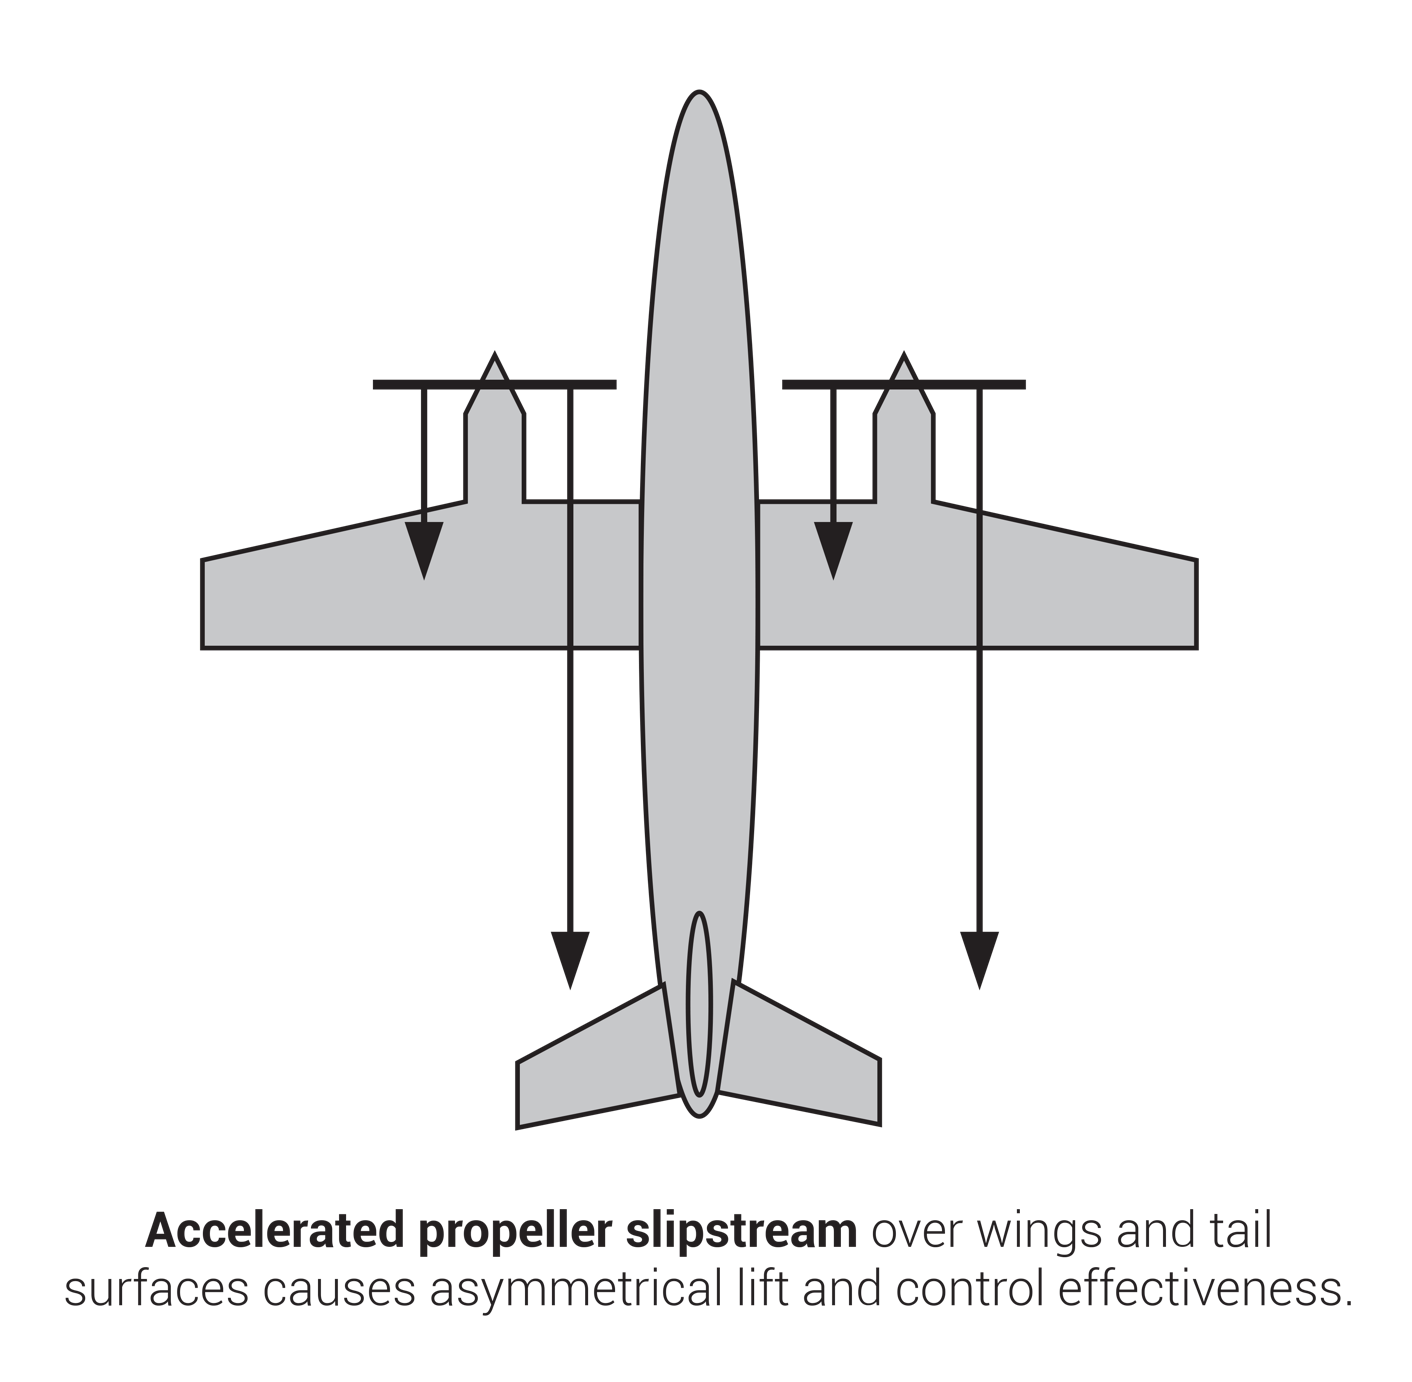 Accelerated propeller slipstream over wings and tail
surfaces causes asymmetrical lift and control effectiveness.